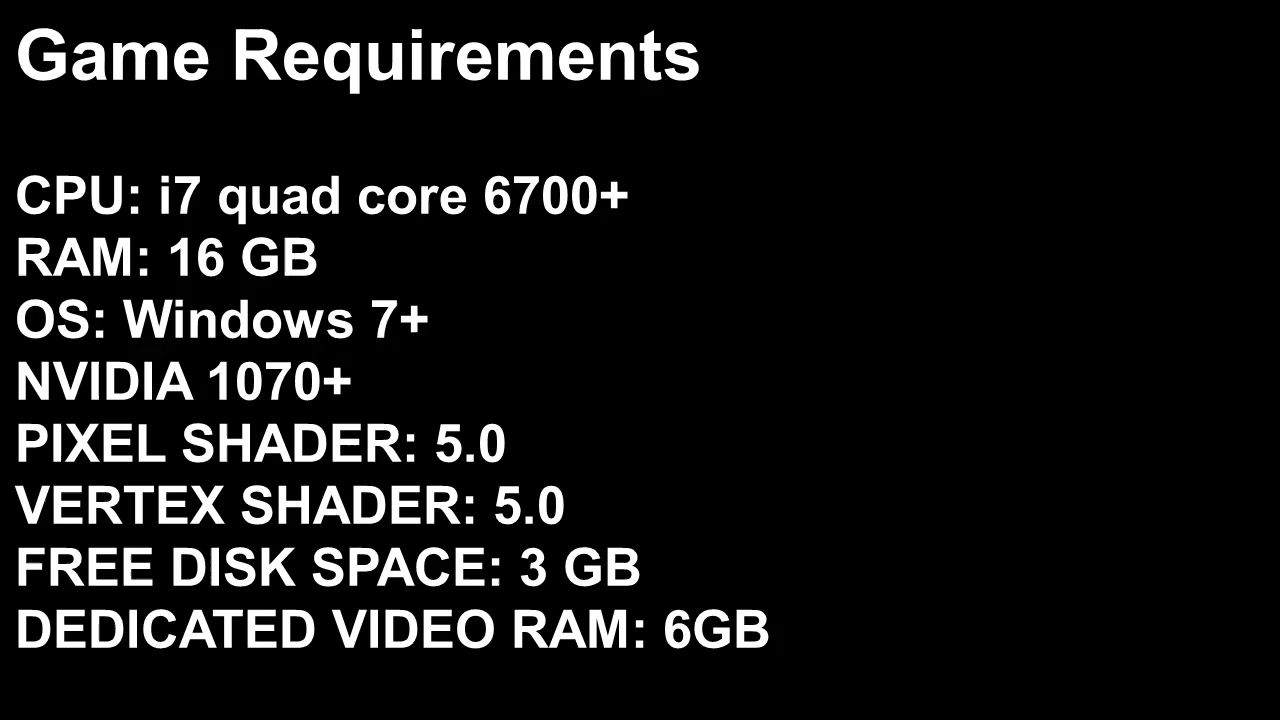 Game Requirements
CPU: i7 quad core 6700+
RAM: 16 GB
OS: Windows 7+
NVIDIA 1070+
PIXEL SHADER: 5.0
VERTEX SHADER: 5.0
FREE DISK SPACE: 3 GB
DEDICATED VIDEO RAM: 6GB